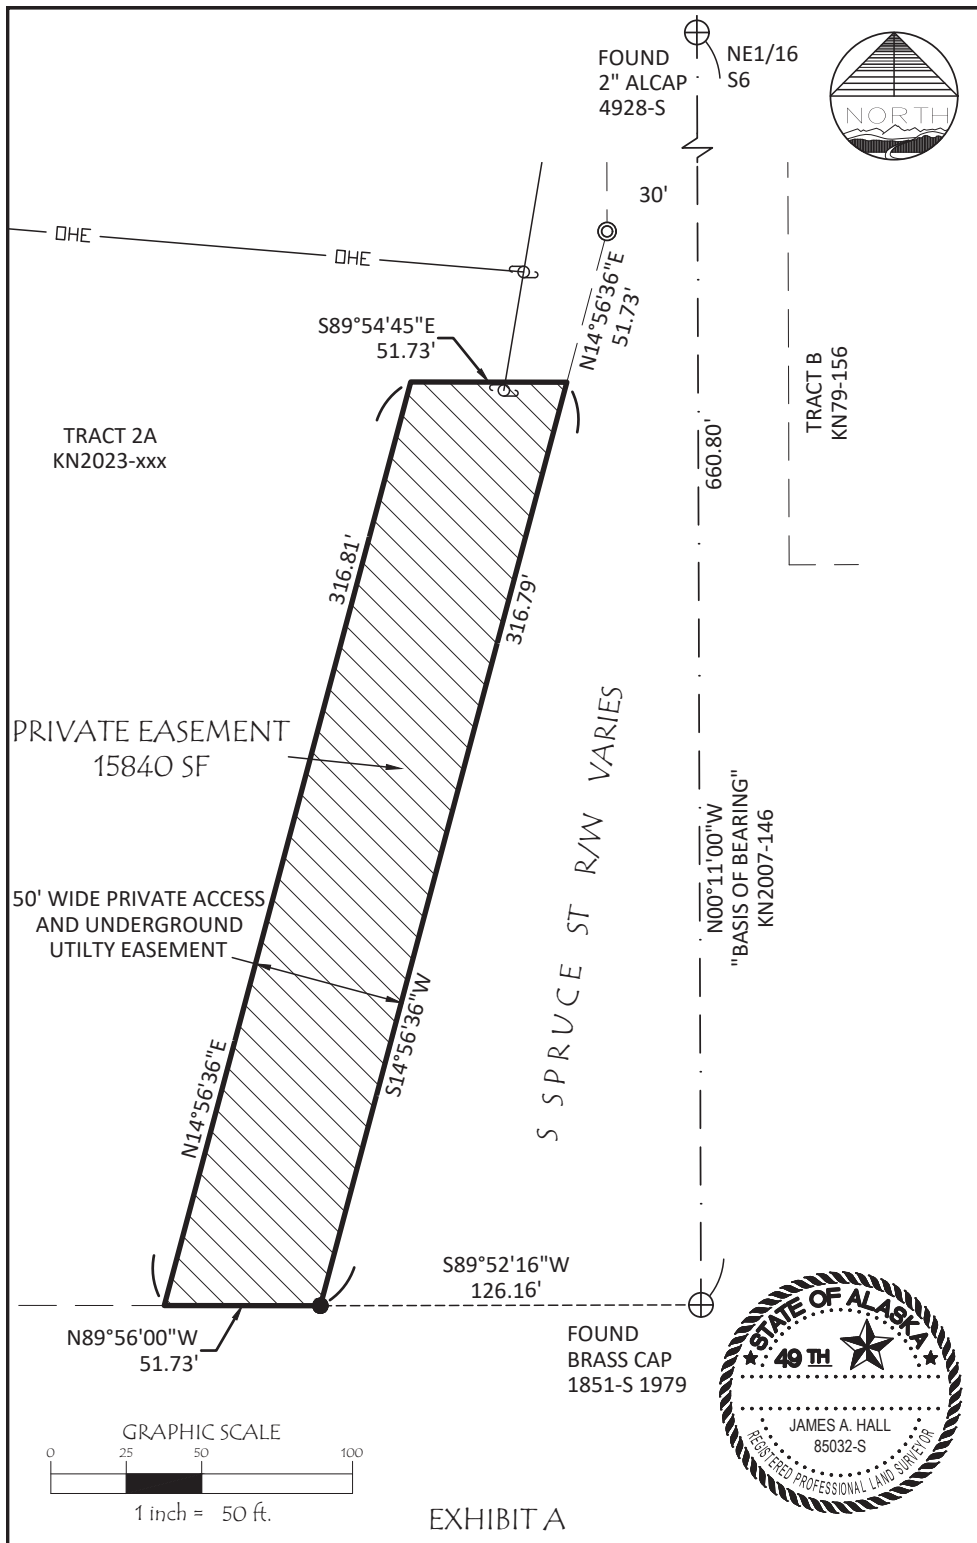 FOUND
2" ALCAP
4928-S
NE1/16
S6
NORTH
30'
OHE
OHE
N14°56'36"E
51.73'
S89°54'45"E
51.73'
TRACT B
KN79-156
TRACT 2A
KN2023-xxx
660.80'
316.81'
316.79'
PRIVATE EASEMENT
15840 SF
S SPRUCE ST R/W VARIES
N00°11'00"W
"BASIS OF BEARING"
KN2007-146
50' WIDE PRIVATE ACCESS
AND UNDERGROUND
UTILTY EASEMENT
S14°56'36"W
N14°56'36"E
S89°52'16"W
126.16'
N89°56'00"W
51.73'
FOUND
BRASS CAP
1851-S 1979
STATE OF ALASKA
49 TH
JAMES A. HALL
85032-S
REGISTERED PROFESSIONAL LAND SURVEYOR
GRAPHIC SCALE
0 25 50 100
1 inch = 50 ft.
EXHIBIT A